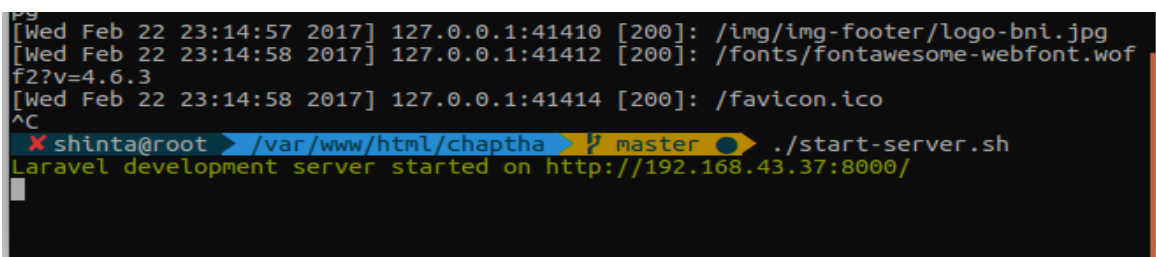 pg
[Wed Feb 22 23:14:57 2017] 127.0.0.1:41410 [200]: /img/img-footer/logo-bni.jpg
[Wed Feb 22 23:14:58 2017] 127.0.0.1:41412 [200]: /fonts/fontawesome-webfont.wof
f2?v=4.6.3
[Wed Feb 22 23:14:58 2017] 127.0.0.1:41414 [200]: /favicon.ico
^C
✘ shinta@root /var/www/html/chaptha master ● ./start-server.sh
Laravel development server started on http://192.168.43.37:8000/